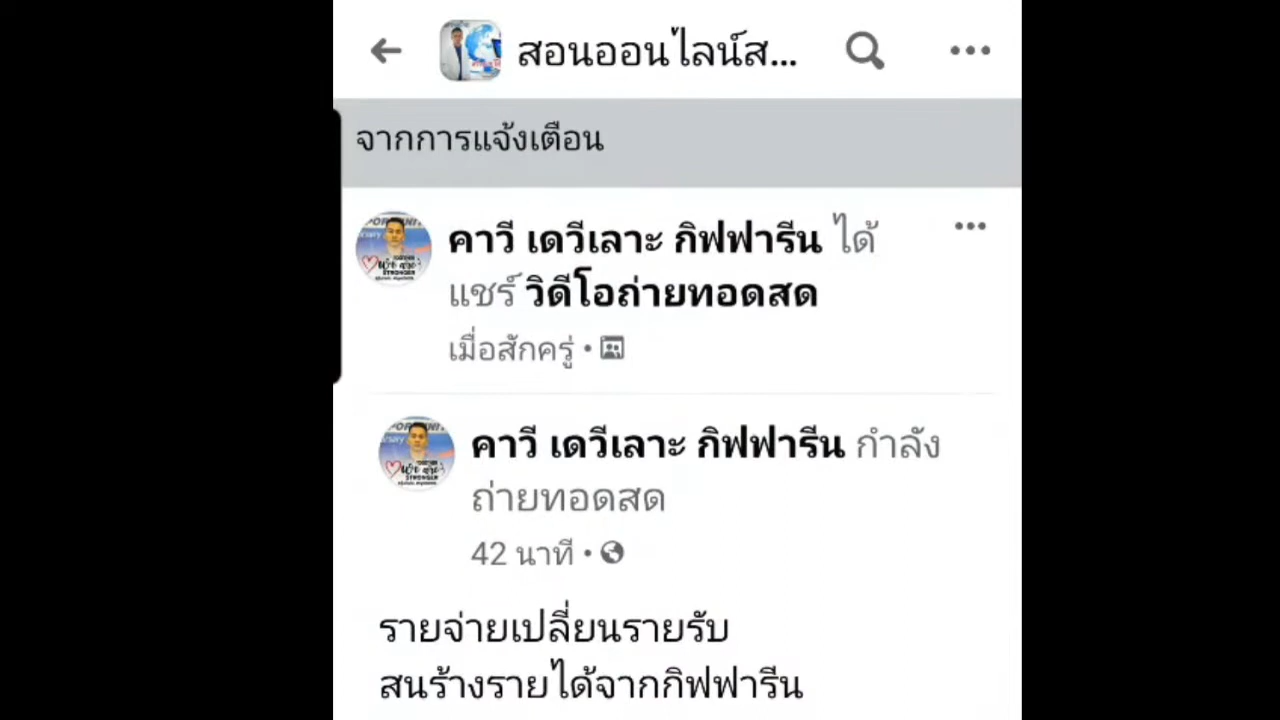 สอนออนไลน์ส...
จากการแจ้งเตือน
คาวี เดวีเลาะ กิฟฟารีน ได้
แชร์ วิดีโอถ่ายทอดสด
เมื่อสักครู่ •
คาวี เดวีเลาะ กิฟฟารีน กำลัง
ถ่ายทอดสด
42 นาที •
รายจ่ายเปลี่ยนรายรับ
สนร้างรายได้จากกิฟฟารีน